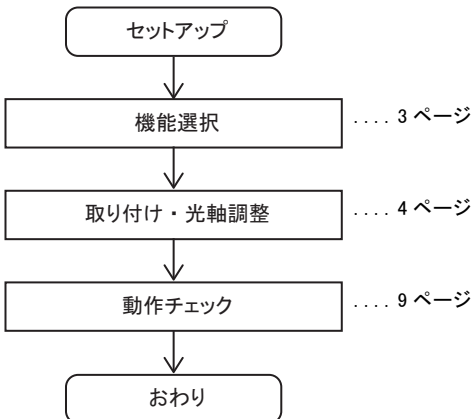 セットアップ
機能選択 .... 3 ページ
取り付け・光軸調整 .... 4 ページ
動作チェック .... 9 ページ
おわり